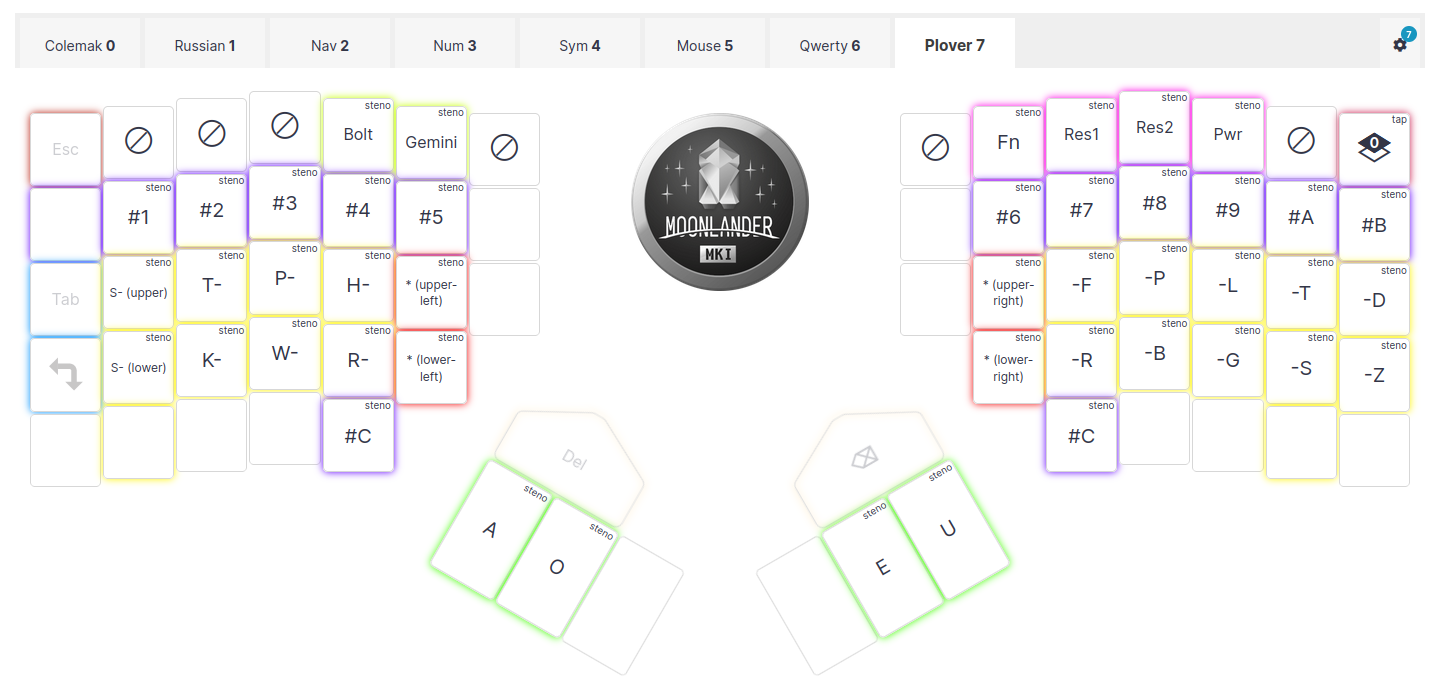 Colemak 0
Russian 1
Nav 2
Num 3
Sym 4
Mouse 5
Qwerty 6
Plover 7
7
Esc
steno
Bolt
steno
Gemini
steno
Fn
steno
Res1
steno
Res2
steno
Pwr
tap
0
steno
#1
steno
#2
steno
#3
steno
#4
steno
#5
MOONLANDER
MKI
steno
#6
steno
#7
steno
#8
steno
#9
steno
#A
steno
#B
Tab
steno
S- (upper)
steno
T-
steno
P-
steno
H-
steno
* (upper-
left)
steno
* (upper-
right)
steno
-F
steno
-P
steno
-L
steno
-T
steno
-D
steno
S- (lower)
steno
K-
steno
W-
steno
R-
steno
* (lower-
left)
steno
* (lower-
right)
steno
-R
steno
-B
steno
-G
steno
-S
steno
-Z
steno
#C
steno
#C
Del
steno
A
steno
O
steno
E
steno
U